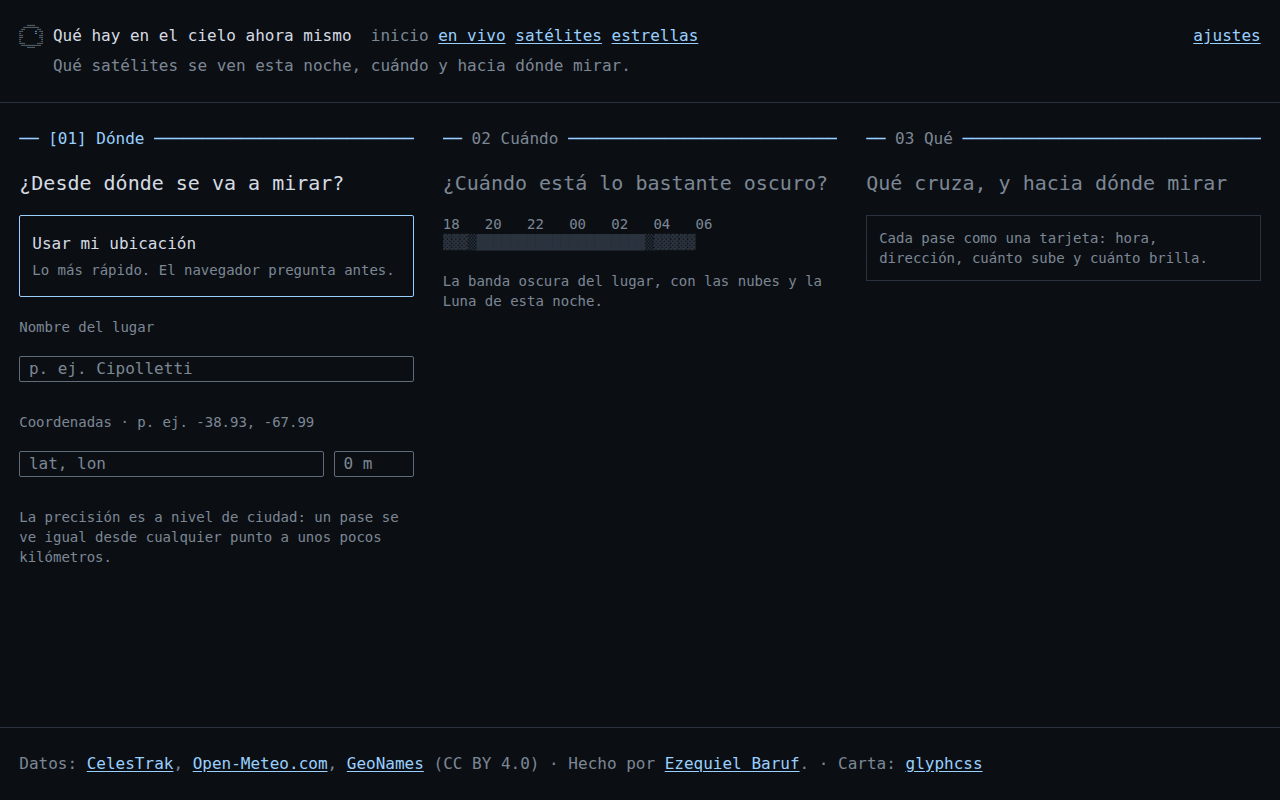 Qué hay en el cielo ahora mismo inicio en vivo satélites estrellas ajustes
Qué satélites se ven esta noche, cuándo y hacia dónde mirar.
[01] Dónde
¿Desde dónde se va a mirar?
Usar mi ubicación
Lo más rápido. El navegador pregunta antes.
Nombre del lugar
p. ej. Cipolletti
Coordenadas · p. ej. -38.93, -67.99
lat, lon
0 m
La precisión es a nivel de ciudad: un pase se
ve igual desde cualquier punto a unos pocos
kilómetros.
02 Cuándo
¿Cuándo está lo bastante oscuro?
18 20 22 00 02 04 06
La banda oscura del lugar, con las nubes y la
Luna de esta noche.
03 Qué
Qué cruza, y hacia dónde mirar
Cada pase como una tarjeta: hora,
dirección, cuánto sube y cuánto brilla.
Datos: CelesTrak, Open-Meteo.com, GeoNames (CC BY 4.0) · Hecho por Ezequiel Baruf. · Carta: glyphcss